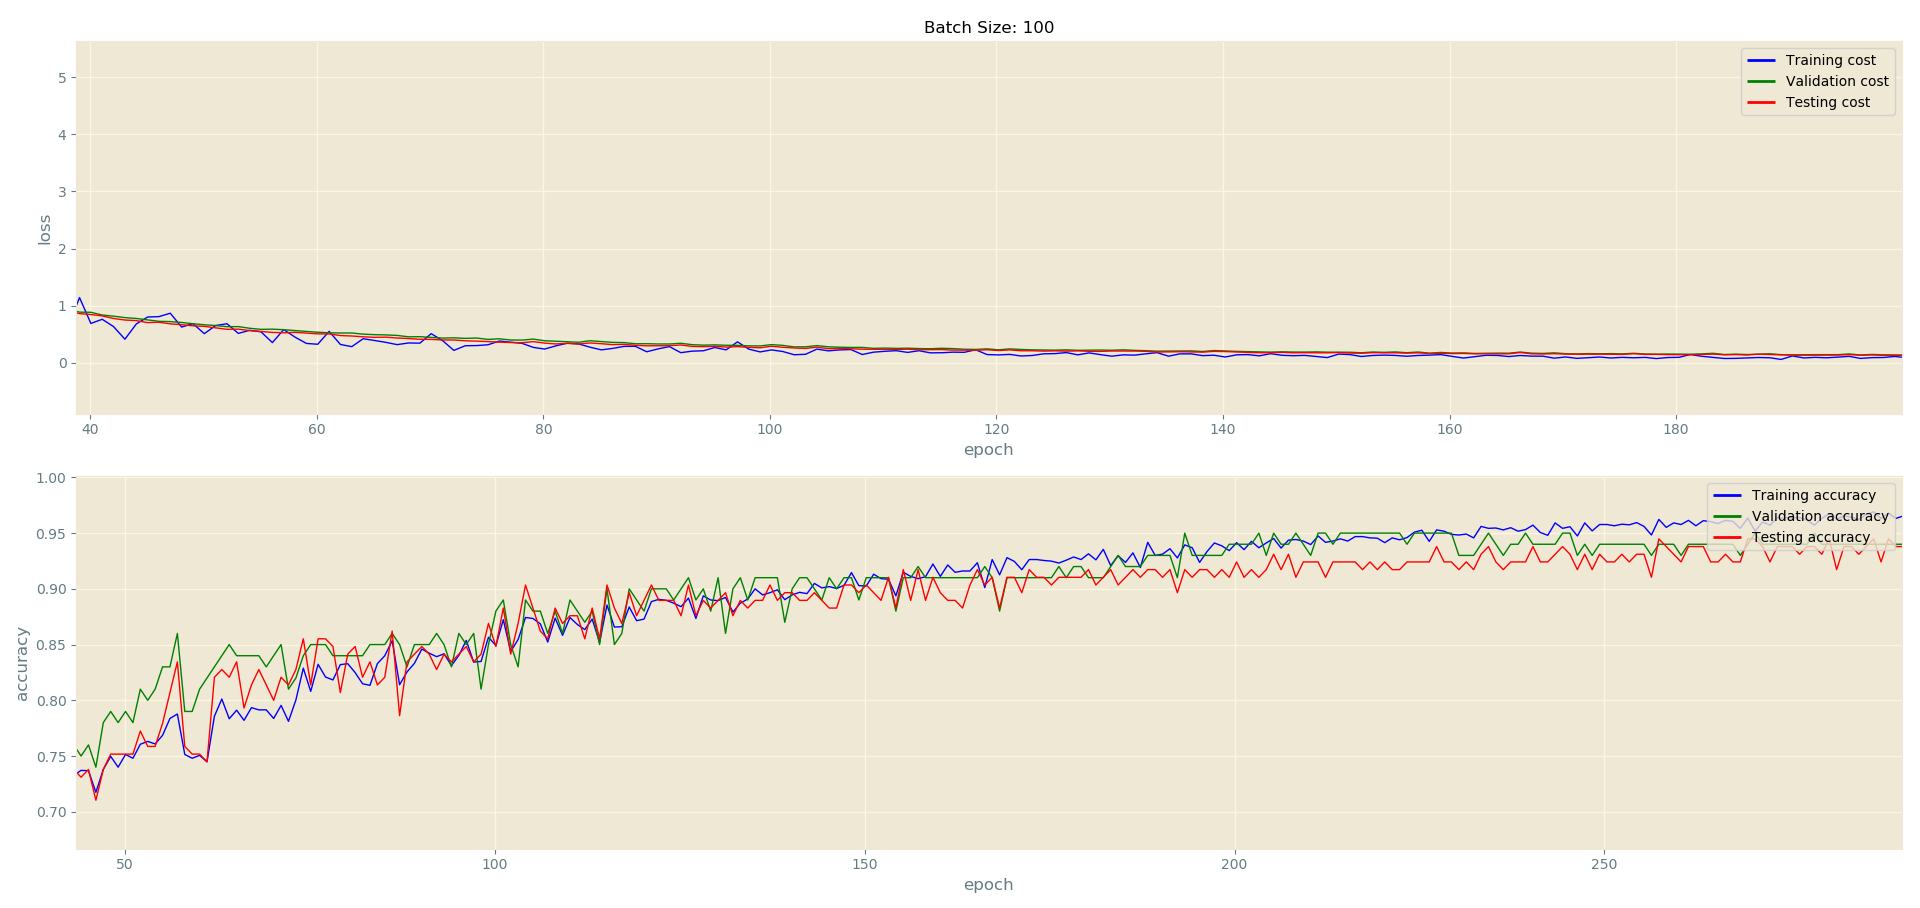 Batch Size: 100
Training cost
Validation cost
Testing cost
5
4
3
2
1
0
loss
40 60 80 100 120 140 160 180
epoch
Training accuracy
Validation accuracy
Testing accuracy
1.00
0.95
0.90
0.85
0.80
0.75
0.70
accuracy
50 100 150 200 250
epoch